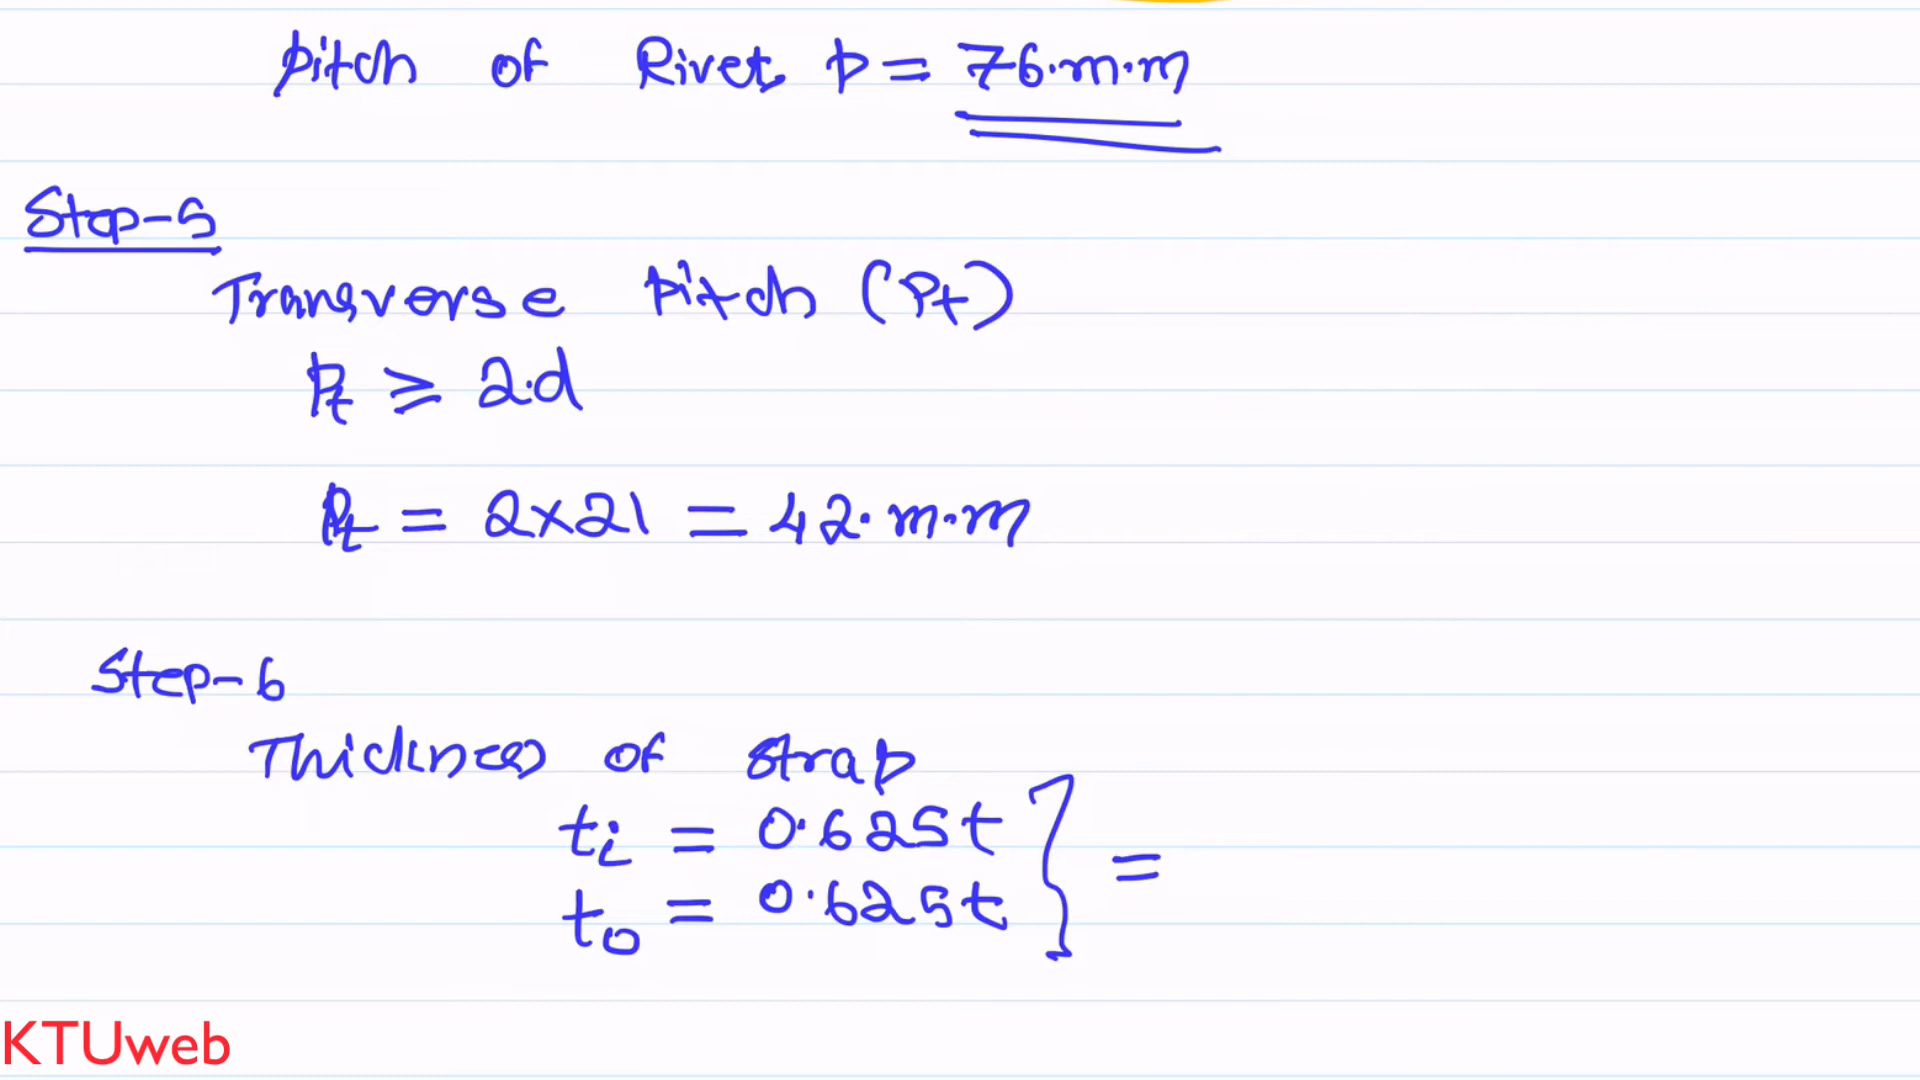 Pitch of Rivet, p = 76.m.m
Step-5
Transverse pitch (Pt)
Pt ≥ 2.d
Pt = 2×21 = 42.m.m
Step-6
Thickness of strap
ti = 0.625t } =
to = 0.625t
KTUweb